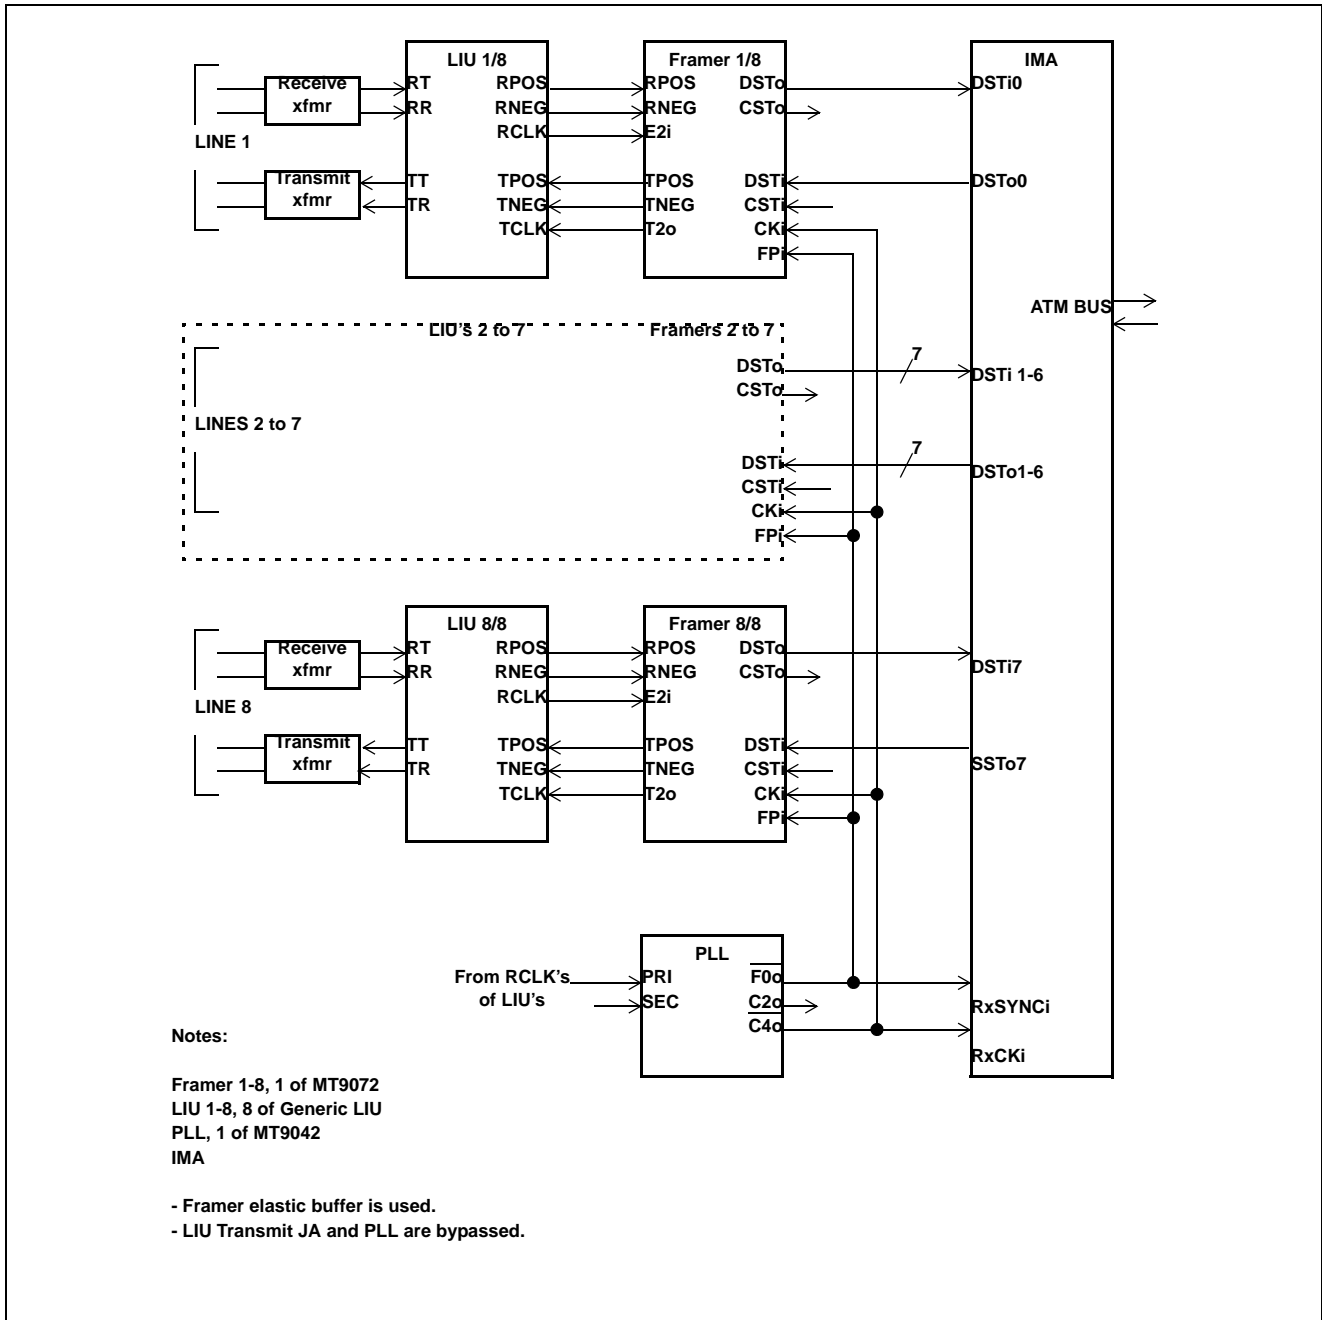 LIU 1/8
Framer 1/8
IMA
Receive
xfmr
RT
RR
RPOS
RNEG
RCLK
RPOS
RNEG
E2i
DSTo
CSTo
DSTi0
LINE 1
Transmit
xfmr
TT
TR
TPOS
TNEG
TCLK
TPOS
TNEG
T2o
DSTi
CSTi
CKi
FPi
DSTo0
ATM BUS
LIU's 2 to 7
Framers 2 to 7
DSTo
CSTo
7
DSTi 1-6
LINES 2 to 7
DSTi
CSTi
CKi
FPi
7
DSTo1-6
LIU 8/8
Framer 8/8
Receive
xfmr
RT
RR
RPOS
RNEG
RCLK
RPOS
RNEG
E2i
DSTo
CSTo
DSTi7
LINE 8
Transmit
xfmr
TT
TR
TPOS
TNEG
TCLK
TPOS
TNEG
T2o
DSTi
CSTi
CKi
FPi
SSTo7
PLL
From RCLK's
of LIU's
PRI
SEC
F0o
C2o
C4o
RxSYNCi
RxCKi
Notes:
Framer 1-8, 1 of MT9072
LIU 1-8, 8 of Generic LIU
PLL, 1 of MT9042
IMA
- Framer elastic buffer is used.
- LIU Transmit JA and PLL are bypassed.